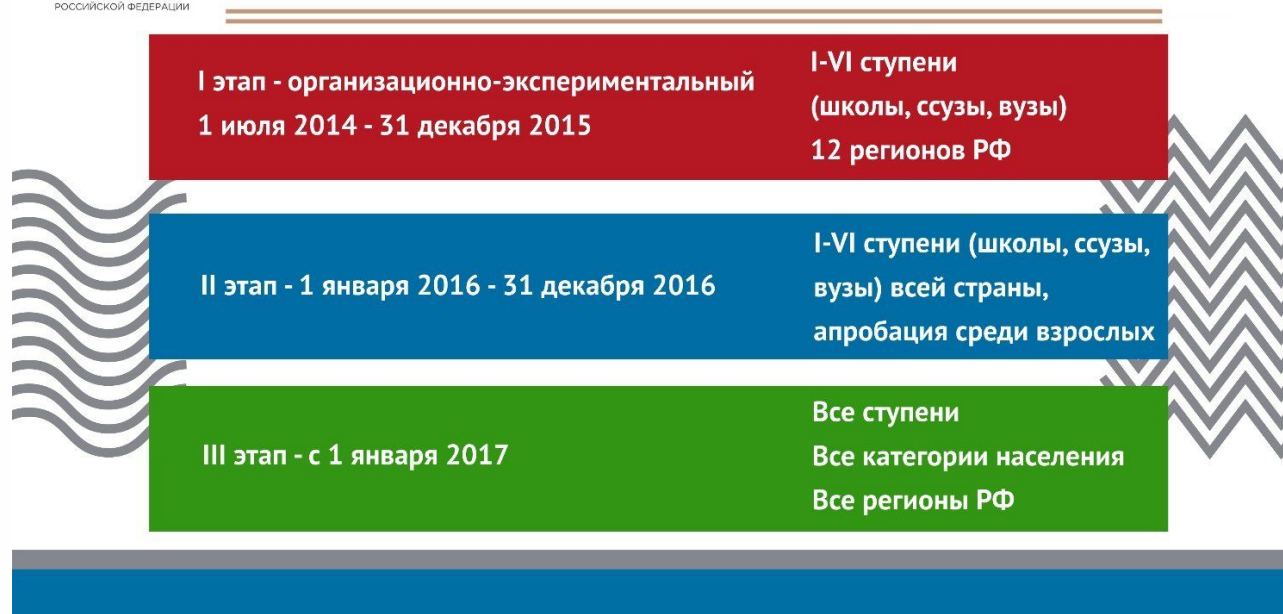 РОССИЙСКОЙ ФЕДЕРАЦИИ
I этап - организационно-экспериментальный
1 июля 2014 - 31 декабря 2015
I-VI ступени
(школы, ссузы, вузы)
12 регионов РФ
II этап - 1 января 2016 - 31 декабря 2016
I-VI ступени (школы, ссузы,
вузы) всей страны,
апробация среди взрослых
III этап - с 1 января 2017
Все ступени
Все категории населения
Все регионы РФ